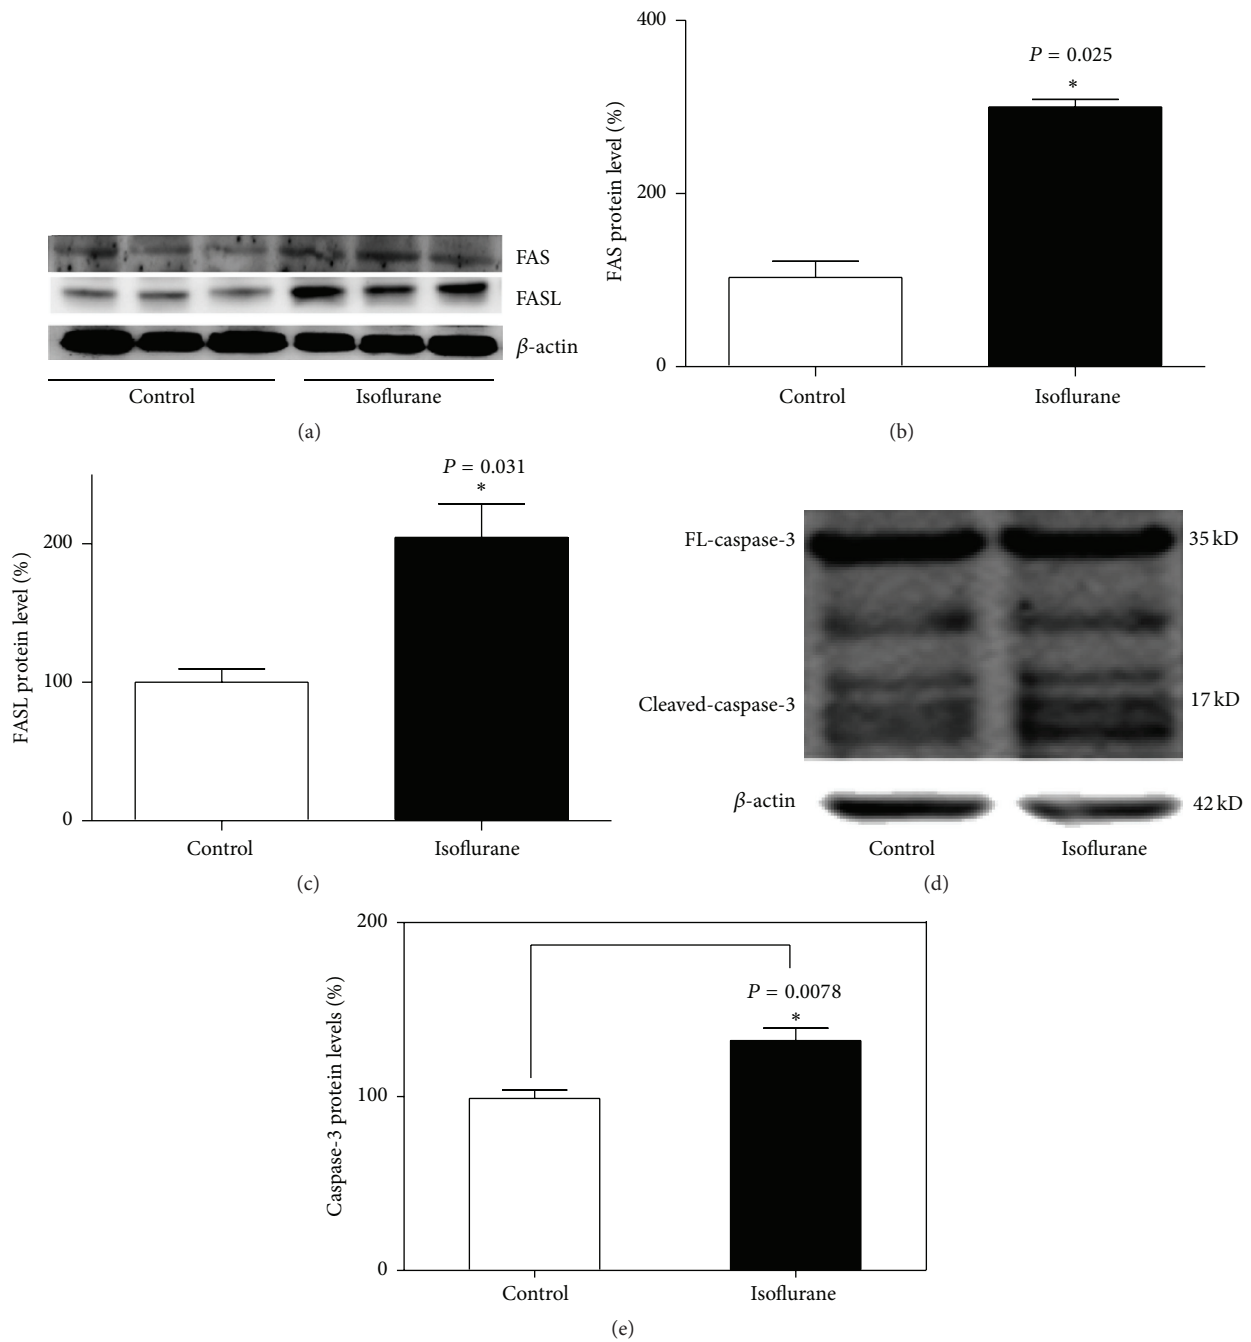 FAS
FASL
β-actin
Control Isoflurane
(a)
400
200
0
FAS protein level (%)
P = 0.025
*
Control Isoflurane
(b)
200
100
0
FASL protein level (%)
P = 0.031
*
Control Isoflurane
(c)
FL-caspase-3 35 kD
Cleaved-caspase-3 17 kD
β-actin 42 kD
Control Isoflurane
(d)
200
100
0
Caspase-3 protein levels (%)
P = 0.0078
*
Control Isoflurane
(e)